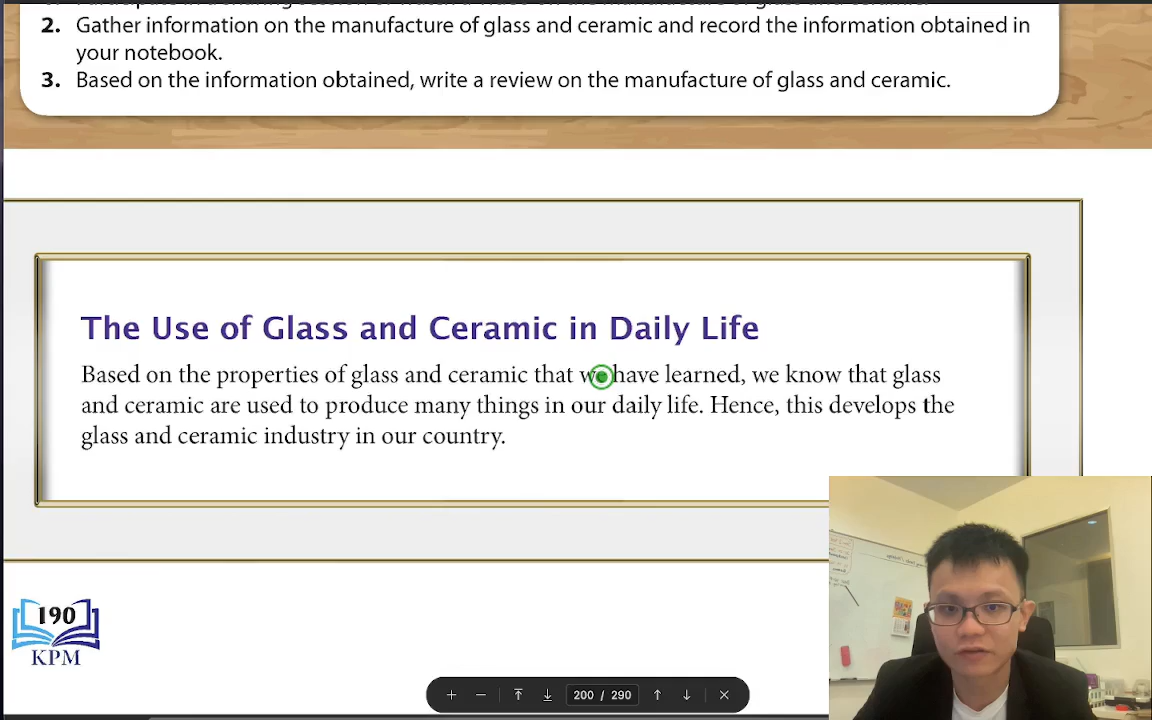 2. Gather information on the manufacture of glass and ceramic and record the information obtained in
your notebook.
3. Based on the information obtained, write a review on the manufacture of glass and ceramic.
The Use of Glass and Ceramic in Daily Life
Based on the properties of glass and ceramic that we have learned, we know that glass
and ceramic are used to produce many things in our daily life. Hence, this develops the
glass and ceramic industry in our country.
190
KPM
200 / 290